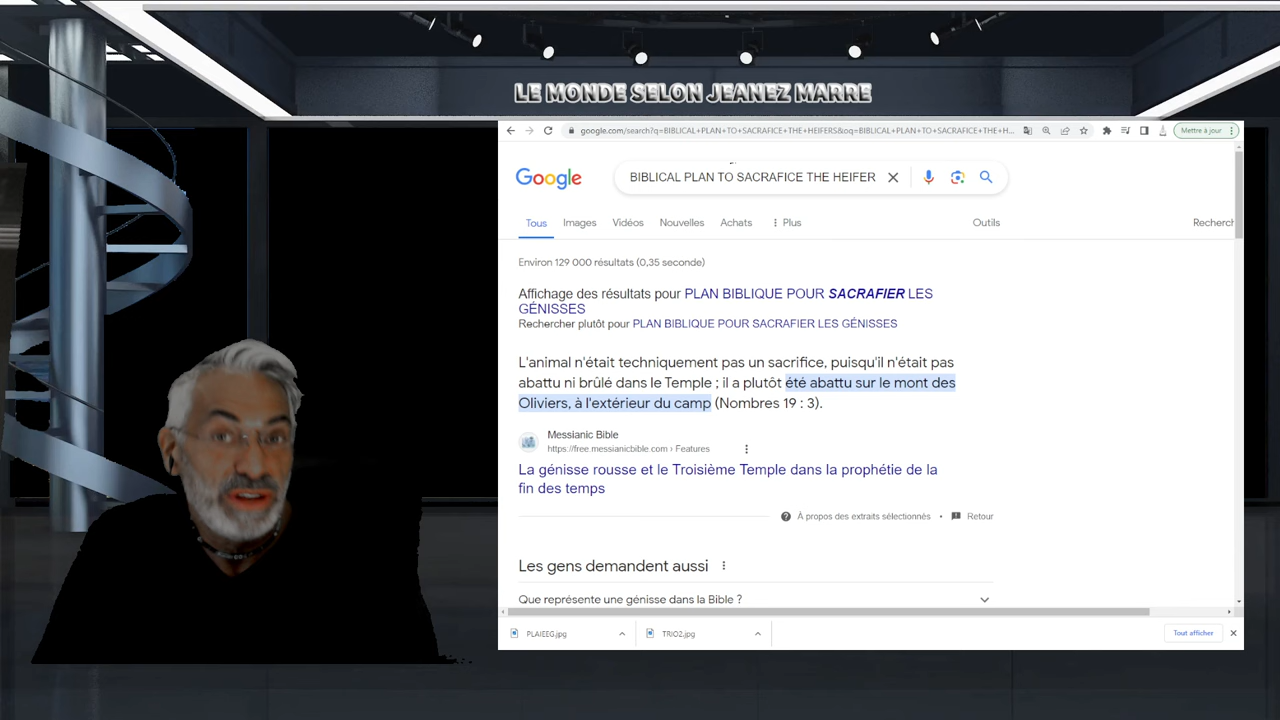 LE MONDE SELON JEANEZ MARRE
google.com/search?q=BIBLICAL+PLAN+TO+SACRAFICE+THE+HEIFERS&oq=BIBLICAL+PLAN+TO+SACRAFICE+THE+H...
Mettre à jour
Google
BIBLICAL PLAN TO SACRAFICE THE HEIFER
Tous Images Vidéos Nouvelles Achats Plus Outils Recherch
Environ 129 000 résultats (0,35 seconde)
Affichage des résultats pour PLAN BIBLIQUE POUR SACRAFIER LES
GÉNISSES
Rechercher plutôt pour PLAN BIBLIQUE POUR SACRAFIER LES GÉNISSES
L'animal n'était techniquement pas un sacrifice, puisqu'il n'était pas
abattu ni brûlé dans le Temple ; il a plutôt été abattu sur le mont des
Oliviers, à l'extérieur du camp (Nombres 19 : 3).
Messianic Bible
https://free.messianicbible.com › Features
La génisse rousse et le Troisième Temple dans la prophétie de la
fin des temps
À propos des extraits sélectionnés • Retour
Les gens demandent aussi
Que représente une génisse dans la Bible ?
PLAIEEG.jpg TRIO2.jpg Tout afficher